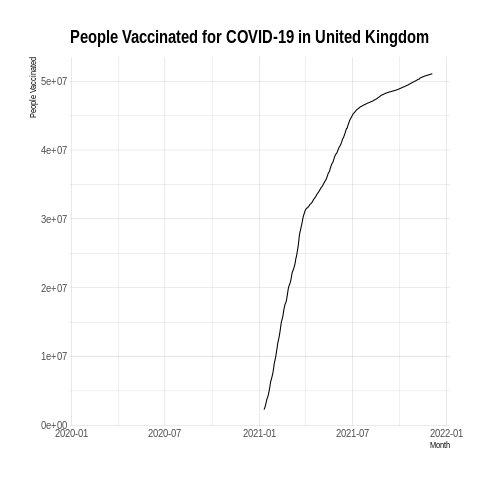 People Vaccinated for COVID-19 in United Kingdom
People Vaccinated
5e+07
4e+07
3e+07
2e+07
1e+07
0e+00
2020-01 2020-07 2021-01 2021-07 2022-01
Month